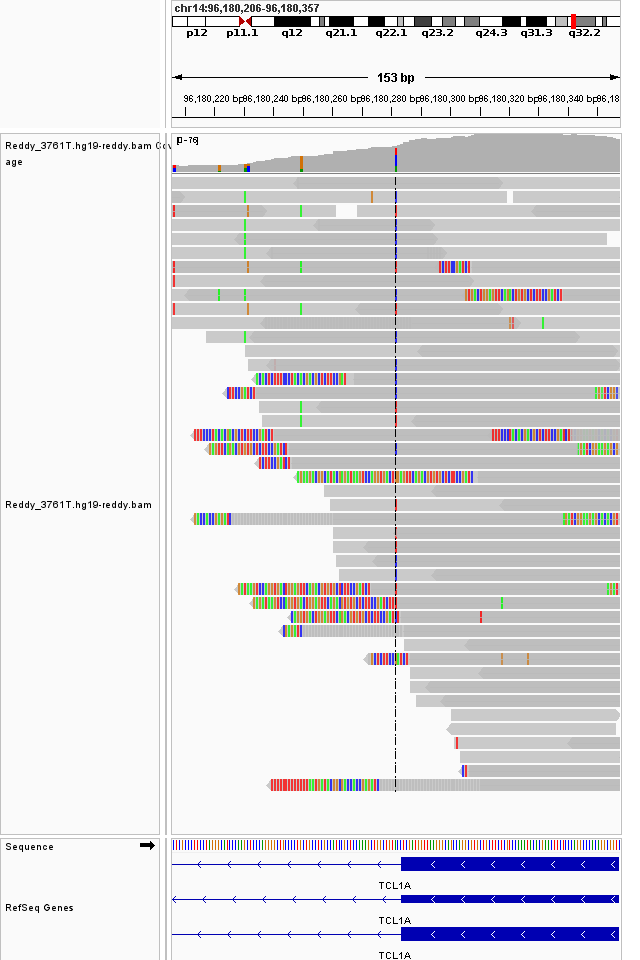 chr14:96,180,206-96,180,357
p12 p11.1 q12 q21.1 q22.1 q23.2 q24.3 q31.3 q32.2
153 bp
96,180,220 bp 96,180,240 bp 96,180,260 bp 96,180,280 bp 96,180,300 bp 96,180,320 bp 96,180,340 bp 96,18
Reddy_3761T.hg19-reddy.bam Cov
age
[0-76]
Reddy_3761T.hg19-reddy.bam
Sequence
TCL1A
RefSeq Genes
TCL1A
TCL1A